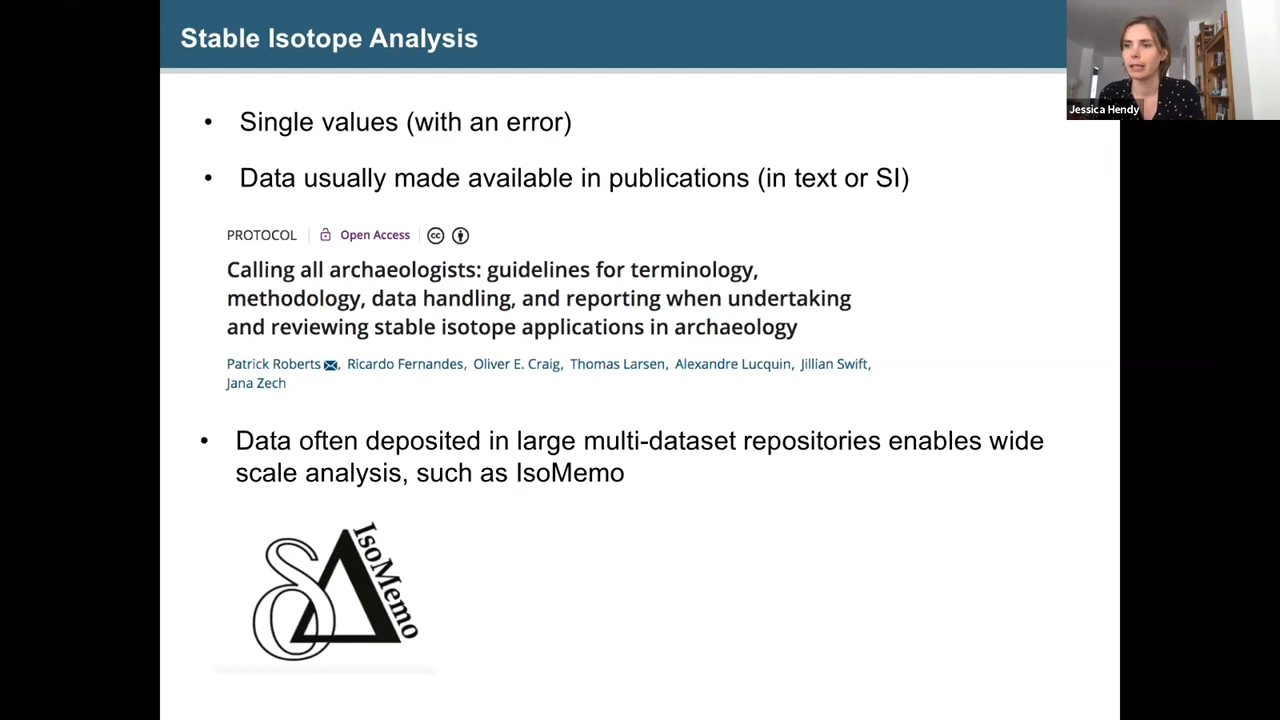 Stable Isotope Analysis
Jessica Hendy
• Single values (with an error)
• Data usually made available in publications (in text or SI)
PROTOCOL Open Access cc
Calling all archaeologists: guidelines for terminology,
methodology, data handling, and reporting when undertaking
and reviewing stable isotope applications in archaeology
Patrick Roberts, Ricardo Fernandes, Oliver E. Craig, Thomas Larsen, Alexandre Lucquin, Jillian Swift,
Jana Zech
• Data often deposited in large multi-dataset repositories enables wide
scale analysis, such as IsoMemo
δΔ IsoMemo